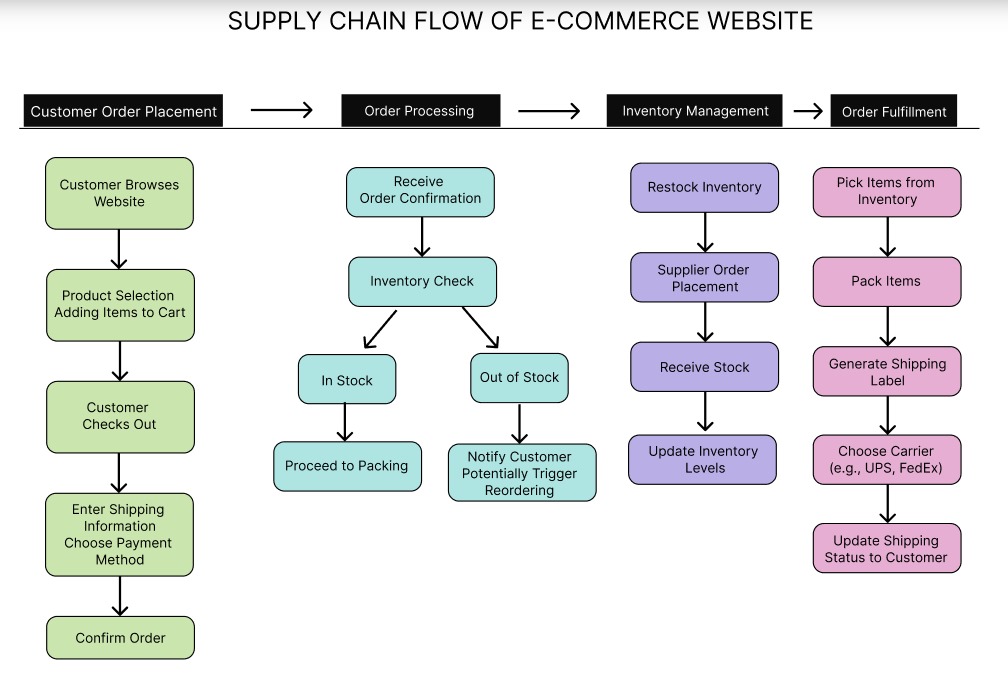 SUPPLY CHAIN FLOW OF E-COMMERCE WEBSITE
Customer Order Placement
Order Processing
Inventory Management
Order Fulfillment
Customer Browses
Website
Product Selection
Adding Items to Cart
Customer
Checks Out
Enter Shipping
Information
Choose Payment
Method
Confirm Order
Receive
Order Confirmation
Inventory Check
In Stock
Proceed to Packing
Out of Stock
Notify Customer
Potentially Trigger
Reordering
Restock Inventory
Supplier Order
Placement
Receive Stock
Update Inventory
Levels
Pick Items from
Inventory
Pack Items
Generate Shipping
Label
Choose Carrier
(e.g., UPS, FedEx)
Update Shipping
Status to Customer